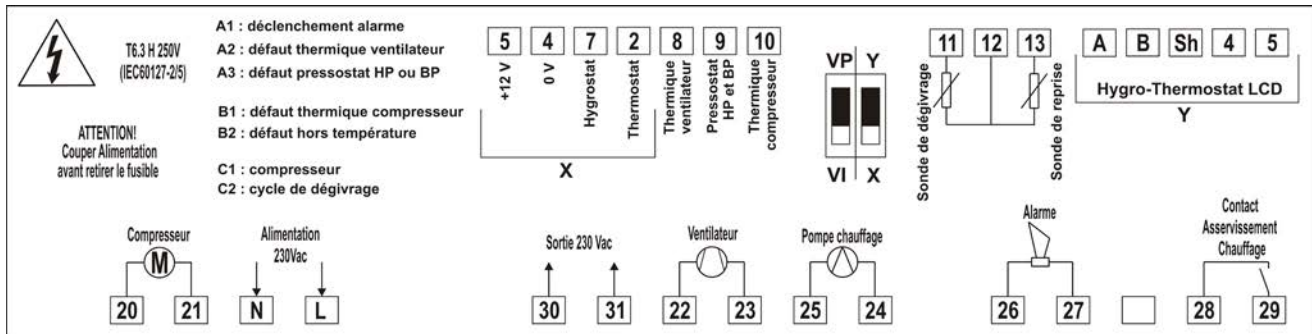 T6.3 H 250V
(IEC60127-2/5)
ATTENTION!
Couper Alimentation
avant retirer le fusible
A1 : déclenchement alarme
A2 : défaut thermique ventilateur
A3 : défaut pressostat HP ou BP
B1 : défaut thermique compresseur
B2 : défaut hors température
C1 : compresseur
C2 : cycle de dégivrage
5 4 7 2 8 9 10
+12 V
0 V
Hygrostat
Thermostat
Thermique
ventilateur
Pressostat
HP et BP
Thermique
compresseur
X
VP Y
VI X
11 12 13
Sonde de dégivrage
Sonde de reprise
A B Sh 4 5
Hygro-Thermostat LCD
Y
Compresseur
M
20 21
Alimentation
230Vac
N L
Sortie 230 Vac
30 31
Ventilateur
22 23
Pompe chauffage
25 24
Alarme
26 27
Contact
Asservissement
Chauffage
28 29